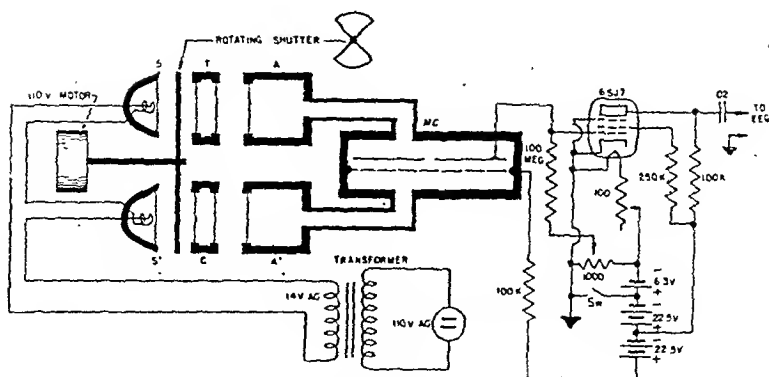 ROTATING SHUTTER
S T A
110V MOTOR
MC
6SJ7
C2
TO
EEG
100
MEG
100
250K
100K
S' C A'
TRANSFORMER
14V AC
110V AC
100K
1000
SW
6.3V
22.5V
22.5V
- + - + - +